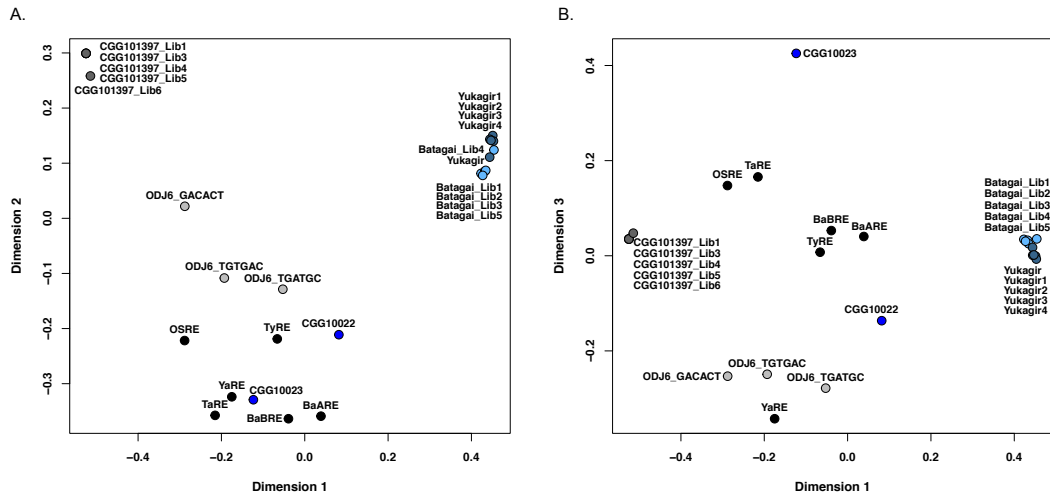 A.
0.3
0.2
0.1
0.0
−0.1
−0.2
−0.3
Dimension 2
CGG101397_Lib1
CGG101397_Lib3
CGG101397_Lib4
CGG101397_Lib5
CGG101397_Lib6
Yukagir1
Yukagir2
Yukagir3
Yukagir4
Batagai_Lib4
Yukagir
Batagai_Lib1
Batagai_Lib2
Batagai_Lib3
Batagai_Lib5
ODJ6_GACACT
ODJ6_TGTGAC
ODJ6_TGATGC
OSRE
TyRE
CGG10022
YaRE
CGG10023
TaRE
BaBRE
BaARE
−0.4
−0.2
0.0
0.2
0.4
Dimension 1
B.
0.4
0.2
0.0
−0.2
Dimension 3
CGG10023
TaRE
OSRE
BaBRE
BaARE
TyRE
CGG101397_Lib1
CGG101397_Lib3
CGG101397_Lib4
CGG101397_Lib5
CGG101397_Lib6
Batagai_Lib1
Batagai_Lib2
Batagai_Lib3
Batagai_Lib4
Batagai_Lib5
Yukagir
Yukagir1
Yukagir2
Yukagir3
Yukagir4
CGG10022
ODJ6_TGTGAC
ODJ6_GACACT
ODJ6_TGATGC
YaRE
−0.4
−0.2
0.0
0.2
0.4
Dimension 1